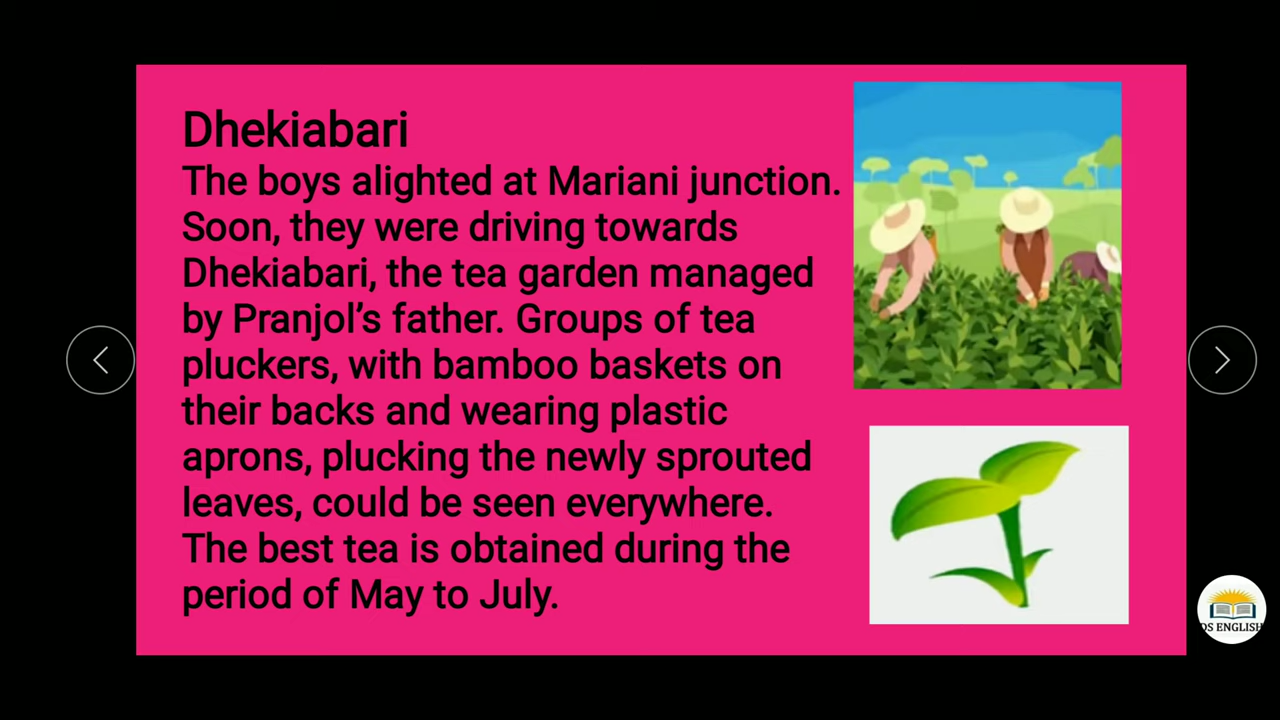 Dhekiabari
The boys alighted at Mariani junction.
Soon, they were driving towards
Dhekiabari, the tea garden managed
by Pranjol’s father. Groups of tea
pluckers, with bamboo baskets on
their backs and wearing plastic
aprons, plucking the newly sprouted
leaves, could be seen everywhere.
The best tea is obtained during the
period of May to July.
DS ENGLISH